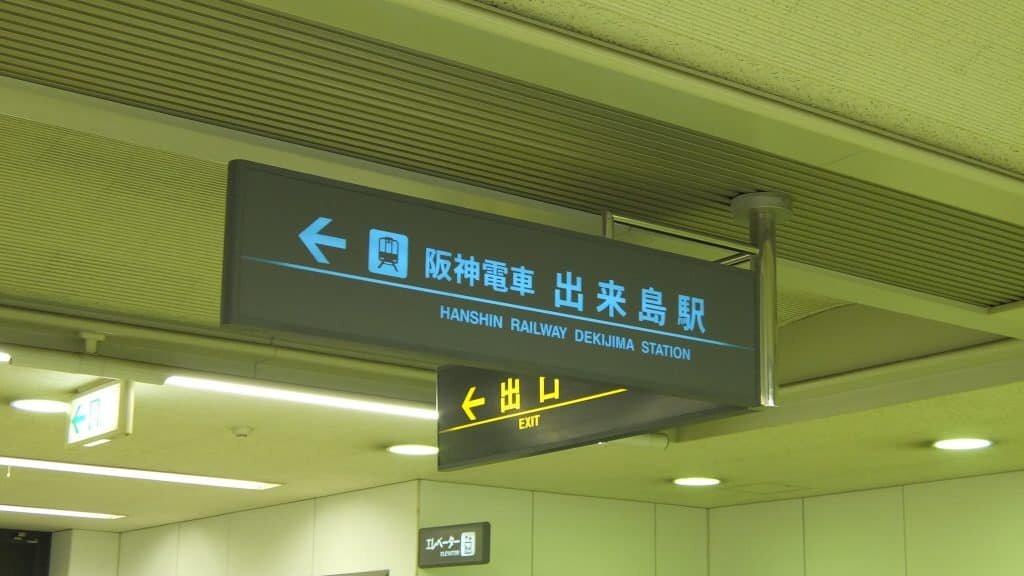 阪神電車 出来島駅
HANSHIN RAILWAY DEKIJIMA STATION
出口
EXIT
エレベーター
ELEVATOR